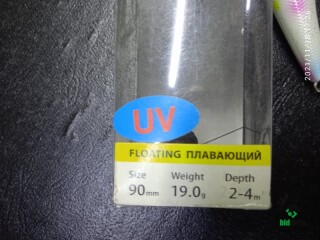 UV
FLOATING ПЛАВАЮЩИЙ
Size Weight Depth
90mm 19.0g 2-4m